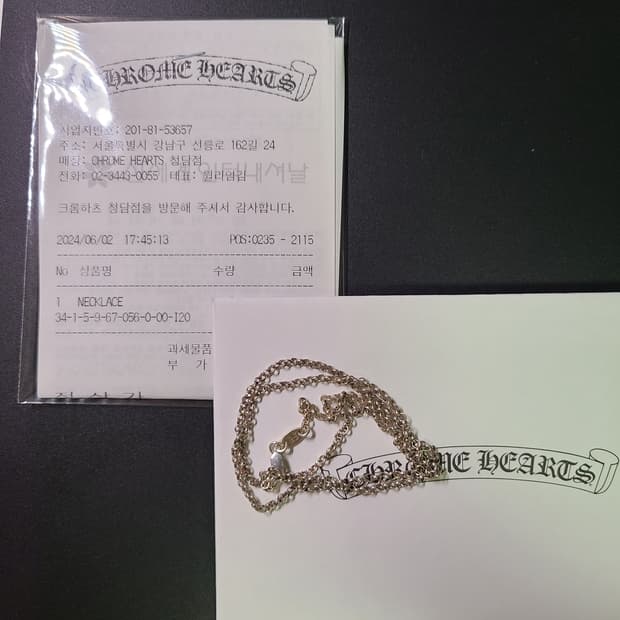 CHROME HEARTS
사업자번호: 201-81-53657
주소: 서울특별시 강남구 선릉로 162길 24
매장: CHROME HEARTS 청담점
전화: 02-3443-0055 대표: 윌리엄김
크롬하츠 청담점을 방문해 주셔서 감사합니다.
2024/06/02 17:45:13 POS:0235 - 2115
No 상품명 수량 금액
1 NECKLACE
34-1-5-9-67-056-0-00-I20
과세물품
부 가
CHROME HEARTS